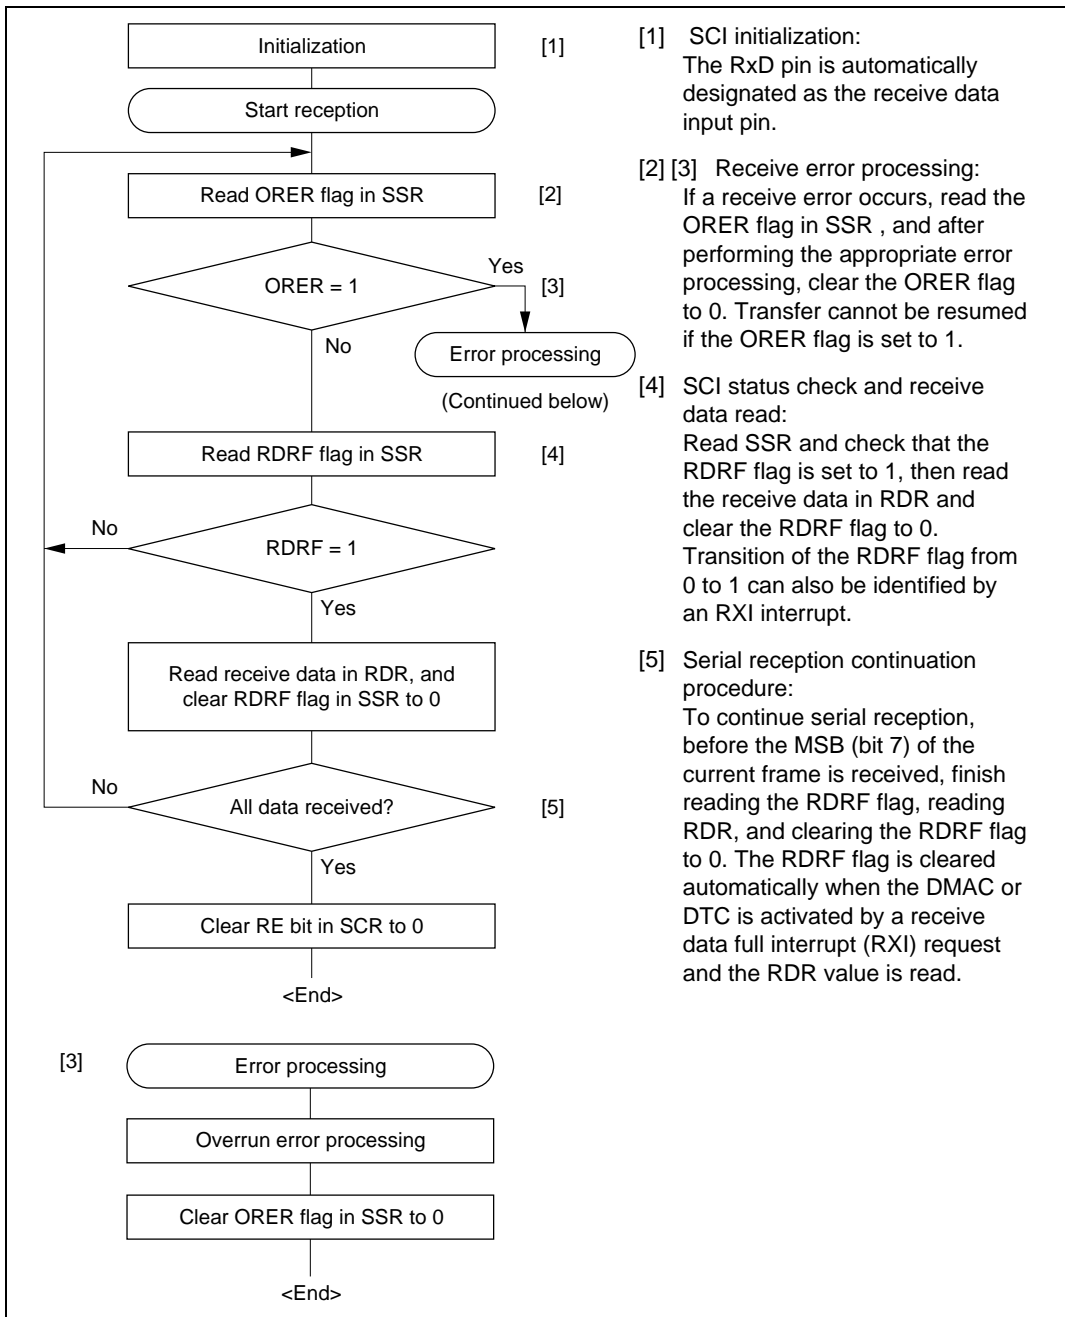 Initialization
[1]
Start reception
Read ORER flag in SSR
[2]
ORER = 1
Yes
[3]
No
Error processing
(Continued below)
Read RDRF flag in SSR
[4]
No
RDRF = 1
Yes
Read receive data in RDR, and
clear RDRF flag in SSR to 0
No
All data received?
[5]
Yes
Clear RE bit in SCR to 0
<End>
[3]
Error processing
Overrun error processing
Clear ORER flag in SSR to 0
<End>
[1] SCI initialization:
The RxD pin is automatically
designated as the receive data
input pin.
[2] [3] Receive error processing:
If a receive error occurs, read the
ORER flag in SSR , and after
performing the appropriate error
processing, clear the ORER flag
to 0. Transfer cannot be resumed
if the ORER flag is set to 1.
[4] SCI status check and receive
data read:
Read SSR and check that the
RDRF flag is set to 1, then read
the receive data in RDR and
clear the RDRF flag to 0.
Transition of the RDRF flag from
0 to 1 can also be identified by
an RXI interrupt.
[5] Serial reception continuation
procedure:
To continue serial reception,
before the MSB (bit 7) of the
current frame is received, finish
reading the RDRF flag, reading
RDR, and clearing the RDRF flag
to 0. The RDRF flag is cleared
automatically when the DMAC or
DTC is activated by a receive
data full interrupt (RXI) request
and the RDR value is read.